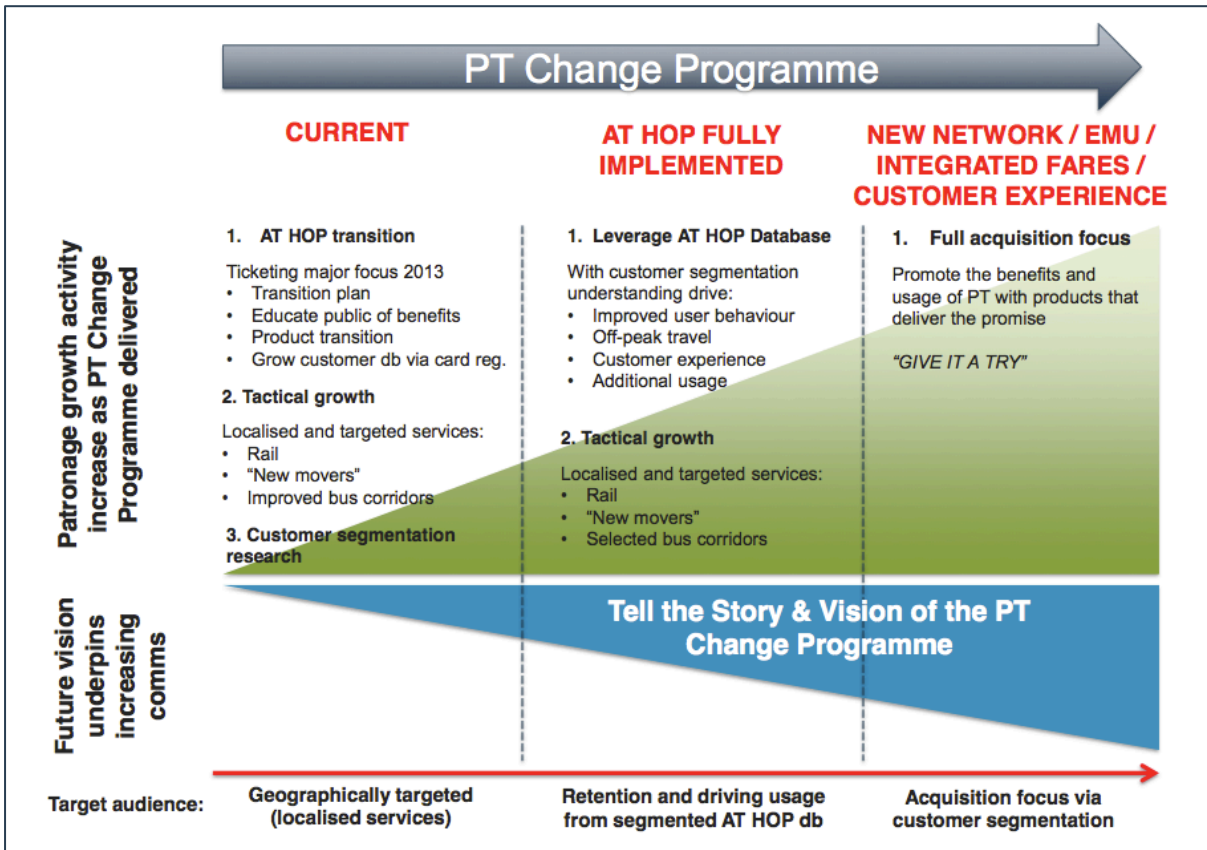 PT Change Programme
CURRENT
AT HOP FULLY
IMPLEMENTED
NEW NETWORK / EMU /
INTEGRATED FARES /
CUSTOMER EXPERIENCE
Patronage growth activity
increase as PT Change
Programme delivered
1. AT HOP transition
Ticketing major focus 2013
• Transition plan
• Educate public of benefits
• Product transition
• Grow customer db via card reg.
2. Tactical growth
Localised and targeted services:
• Rail
• "New movers"
• Improved bus corridors
3. Customer segmentation
research
1. Leverage AT HOP Database
With customer segmentation
understanding drive:
• Improved user behaviour
• Off-peak travel
• Customer experience
• Additional usage
2. Tactical growth
Localised and targeted services:
• Rail
• "New movers"
• Selected bus corridors
1. Full acquisition focus
Promote the benefits and
usage of PT with products that
deliver the promise
"GIVE IT A TRY"
Future vision
underpins
increasing
comms
Tell the Story & Vision of the PT
Change Programme
Target audience:
Geographically targeted
(localised services)
Retention and driving usage
from segmented AT HOP db
Acquisition focus via
customer segmentation